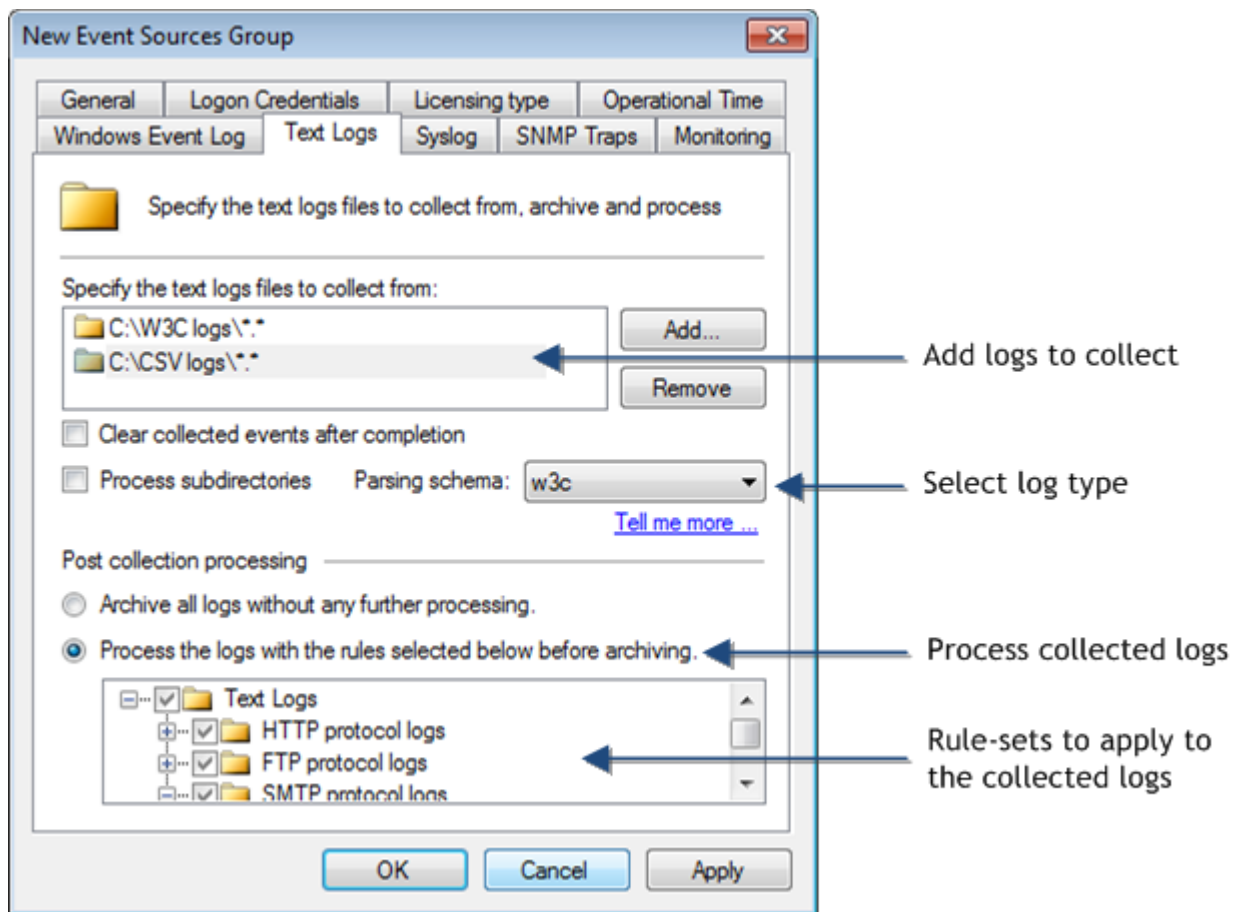 New Event Sources Group
General Logon Credentials Licensing type Operational Time
Windows Event Log Text Logs Syslog SNMP Traps Monitoring
Specify the text logs files to collect from, archive and process
Specify the text logs files to collect from:
C:\W3C logs\*.*
C:\CSV logs\*.*
Add...
Remove
Add logs to collect
Clear collected events after completion
Process subdirectories Parsing schema: w3c
Select log type
Tell me more ...
Post collection processing
Archive all logs without any further processing.
Process the logs with the rules selected below before archiving.
Process collected logs
Text Logs
HTTP protocol logs
FTP protocol logs
SMTP protocol logs
Rule-sets to apply to
the collected logs
OK Cancel Apply